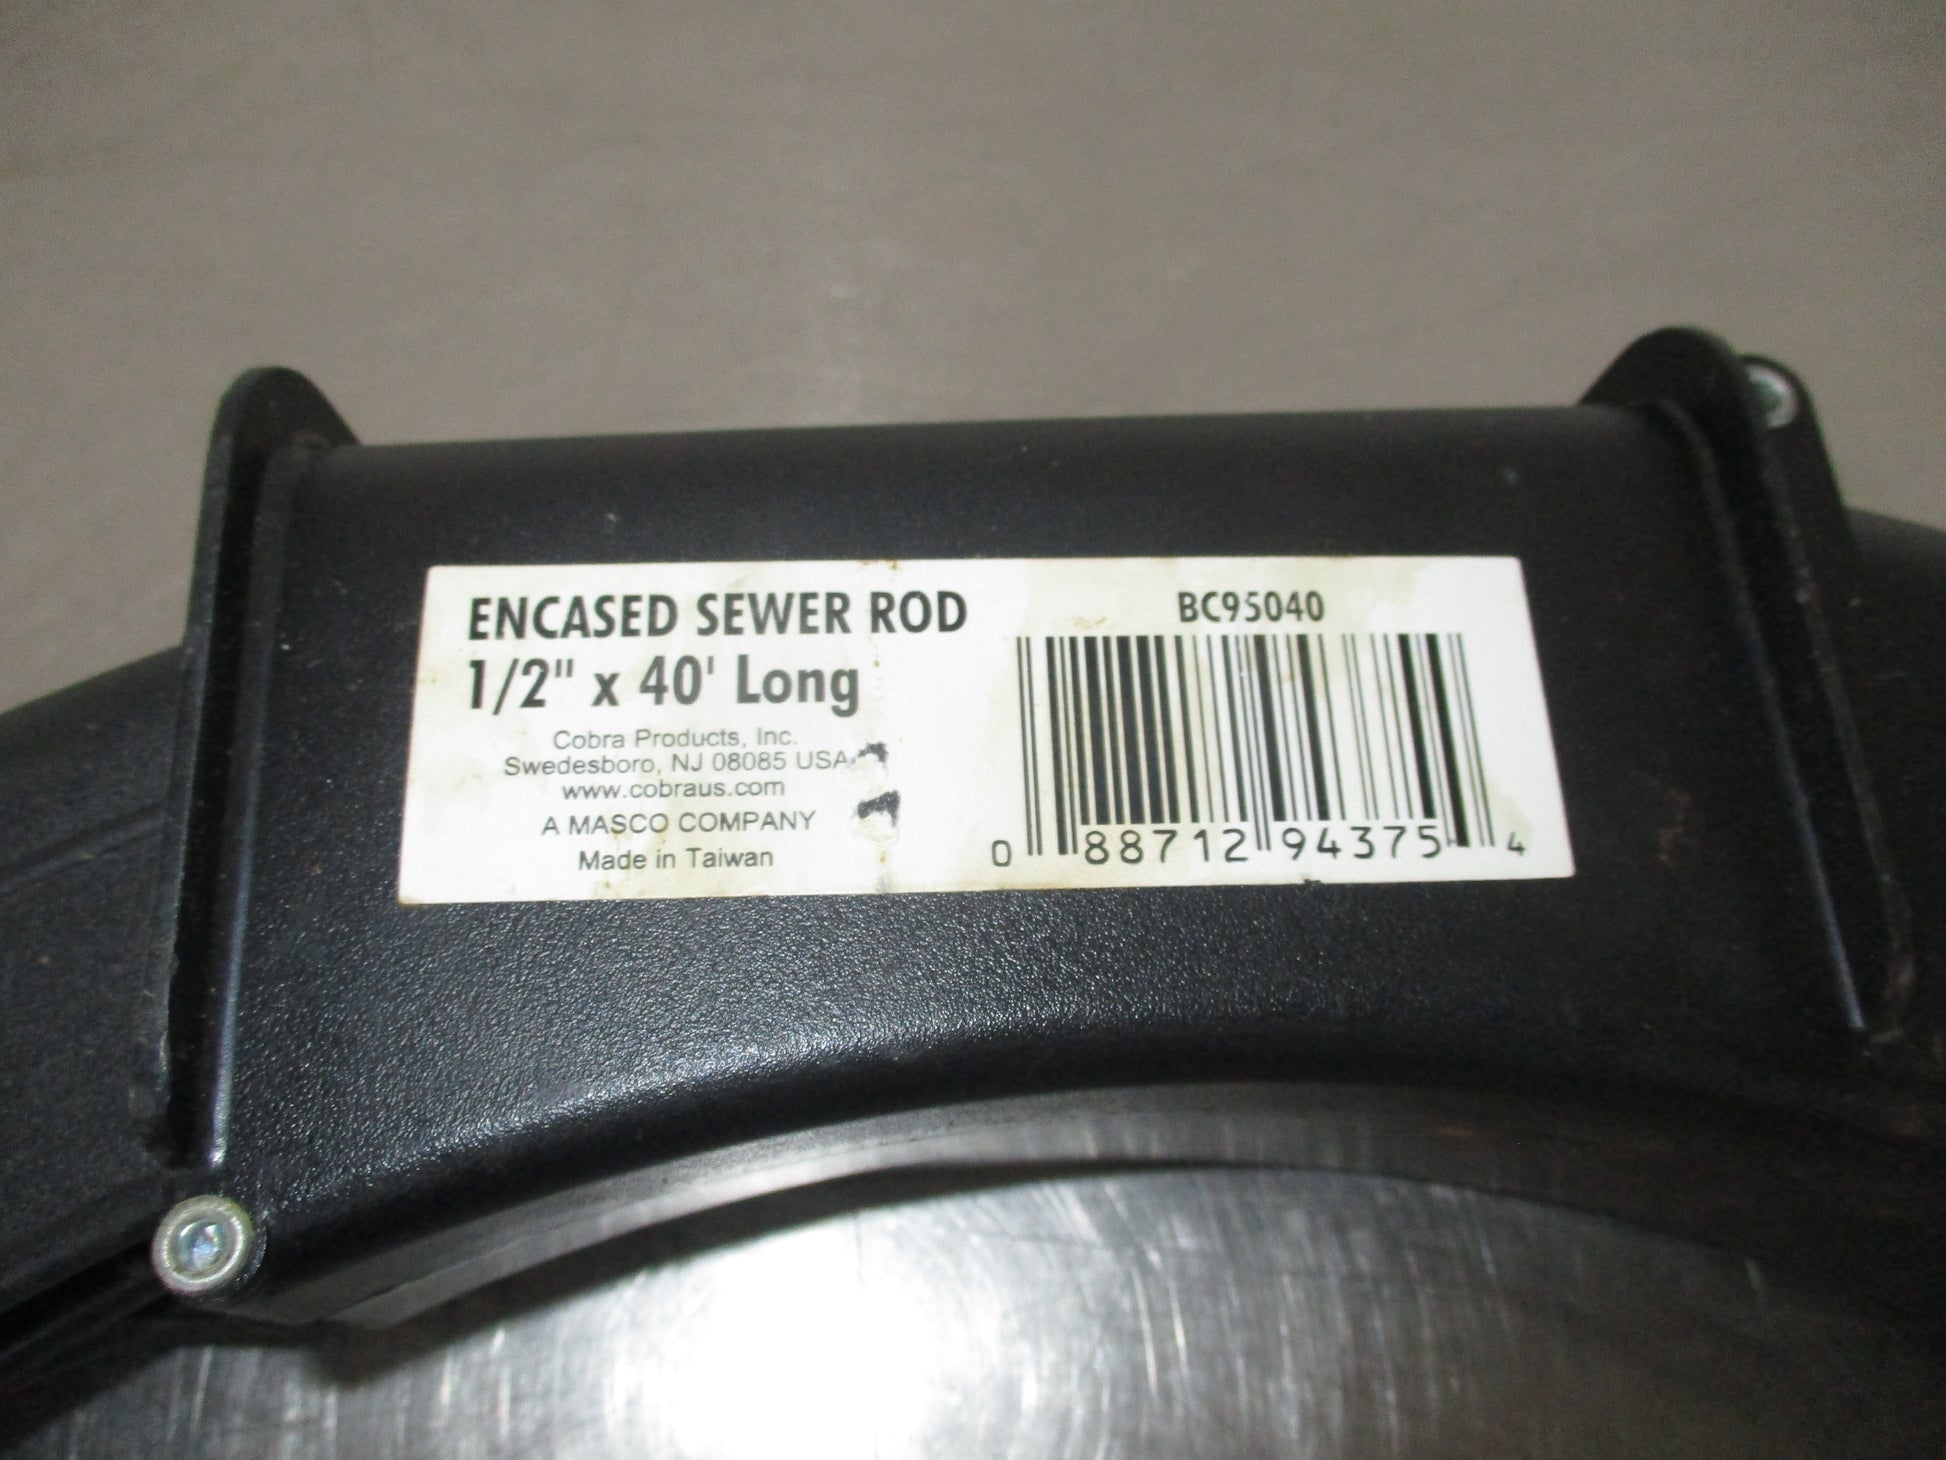 ENCASED SEWER ROD
1/2" x 40' Long
Cobra Products, Inc.
Swedesboro, NJ 08085 USA
www.cobraus.com
A MASCO COMPANY
Made in Taiwan
BC95040
0 88712 94375 4